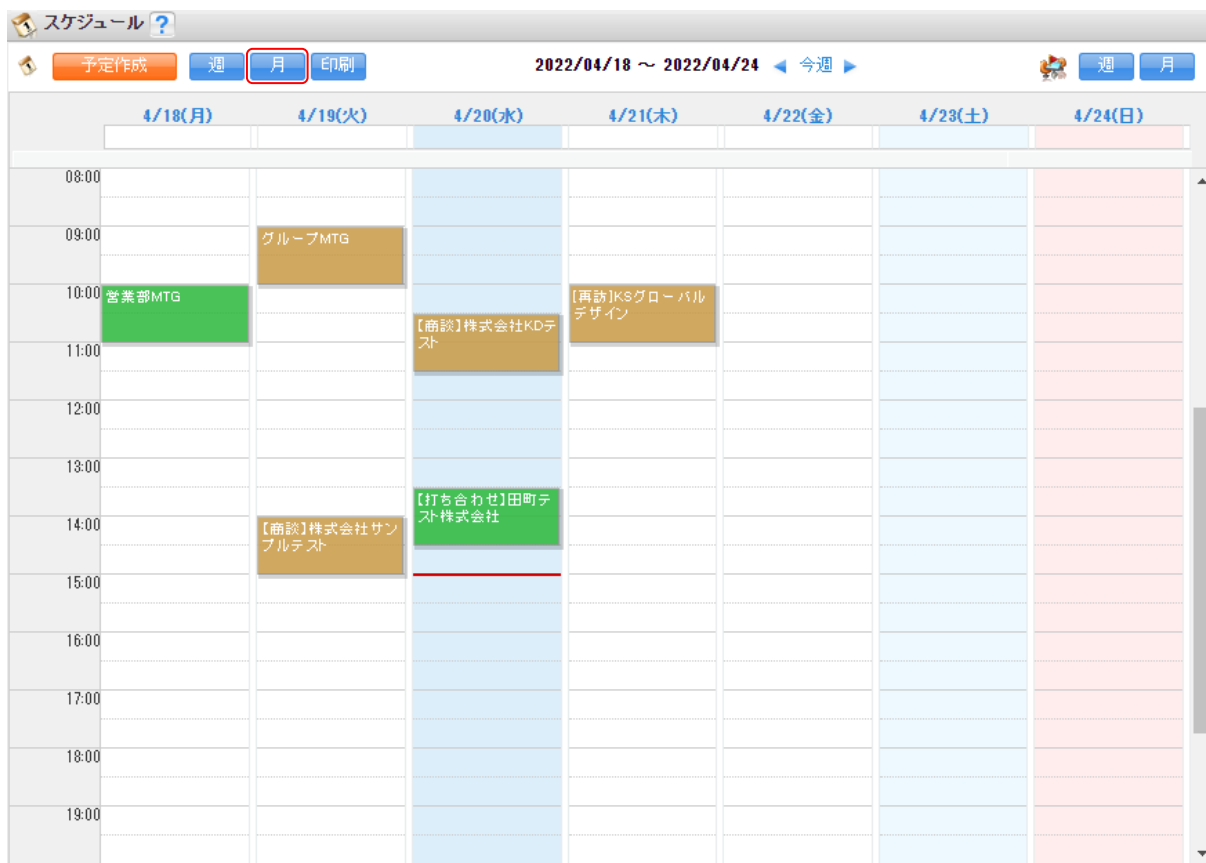 スケジュール ?
予定作成 週 月 印刷 2022/04/18 ～ 2022/04/24 ◀ 今週 ▶ 週 月
4/18(月) 4/19(火) 4/20(水) 4/21(木) 4/22(金) 4/23(土) 4/24(日)
08:00
09:00
グループMTG
10:00
営業部MTG
[再訪]KSグローバル
デザイン
【商談】株式会社KDテ
スト
11:00
12:00
13:00
【打ち合わせ】田町テ
スト株式会社
14:00
【商談】株式会社サン
プルテスト
15:00
16:00
17:00
18:00
19:00